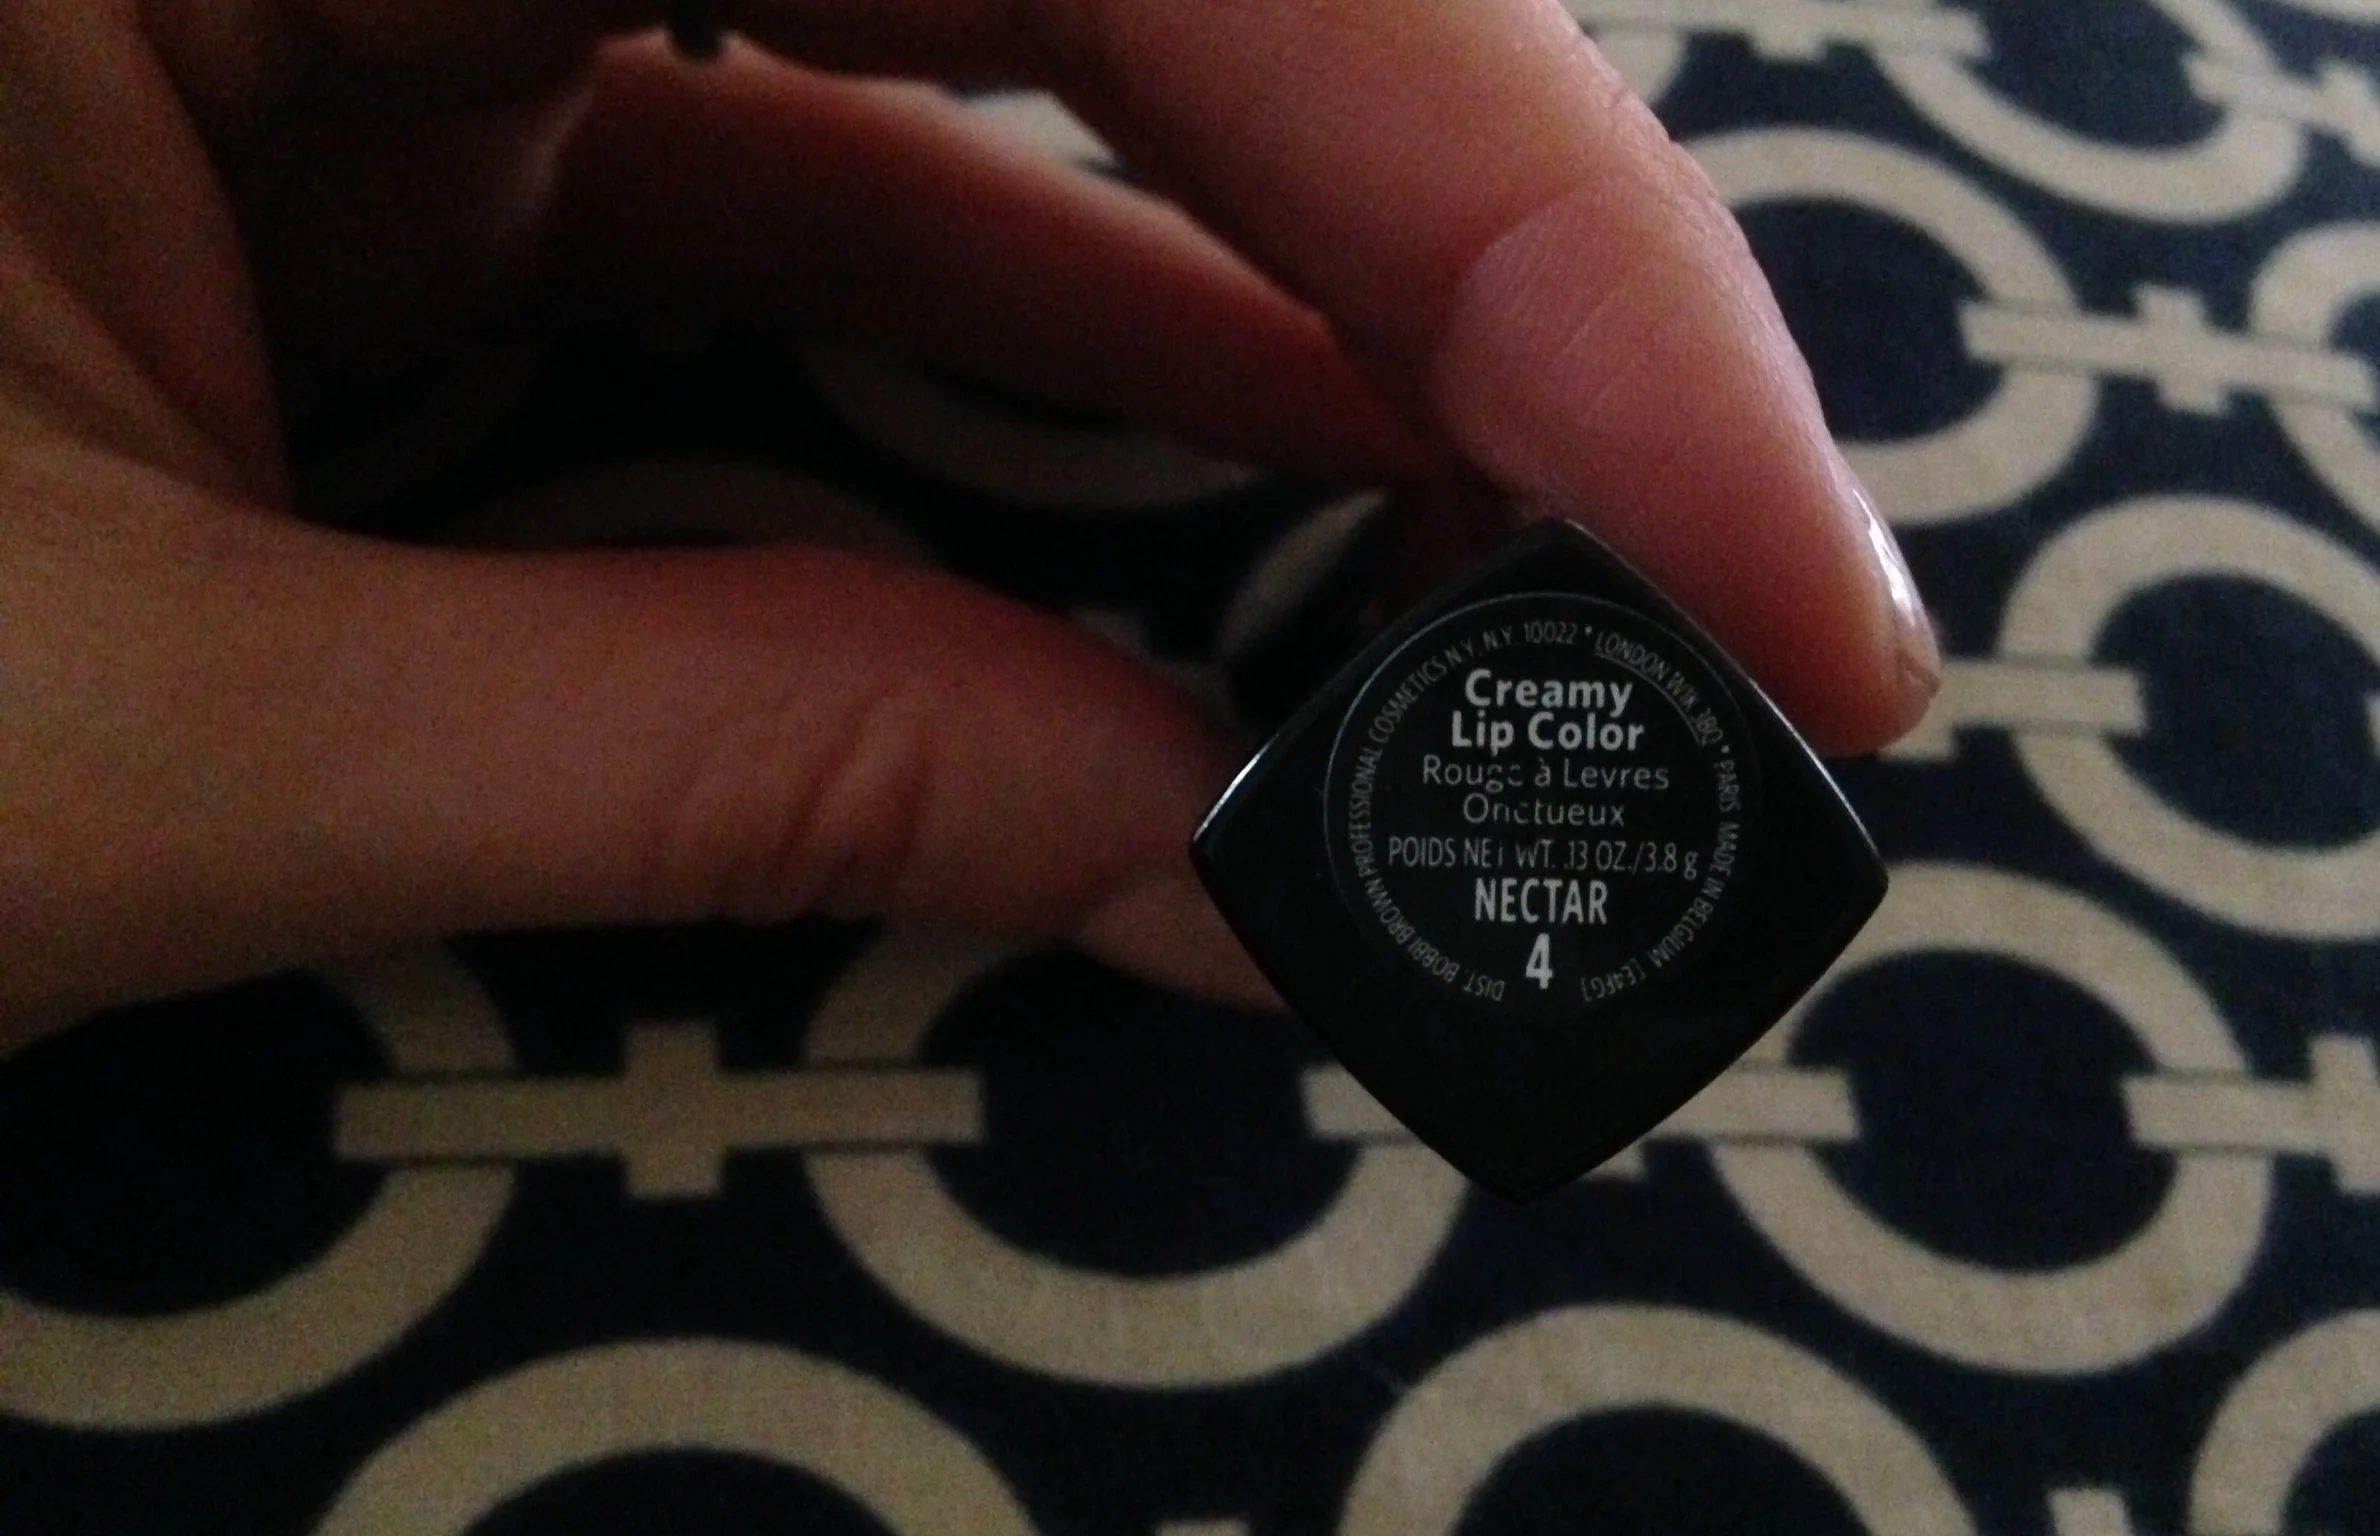 Creamy
Lip Color
Rouge à Levres
Onctueux
POIDS NET WT. .13 OZ./3.8 g
NECTAR
4
DIST. BOBBI BROWN PROFESSIONAL COSMETICS N.Y. N.Y. 10022 * LONDON W1K 3BQ * PARIS MADE IN BELGIUM